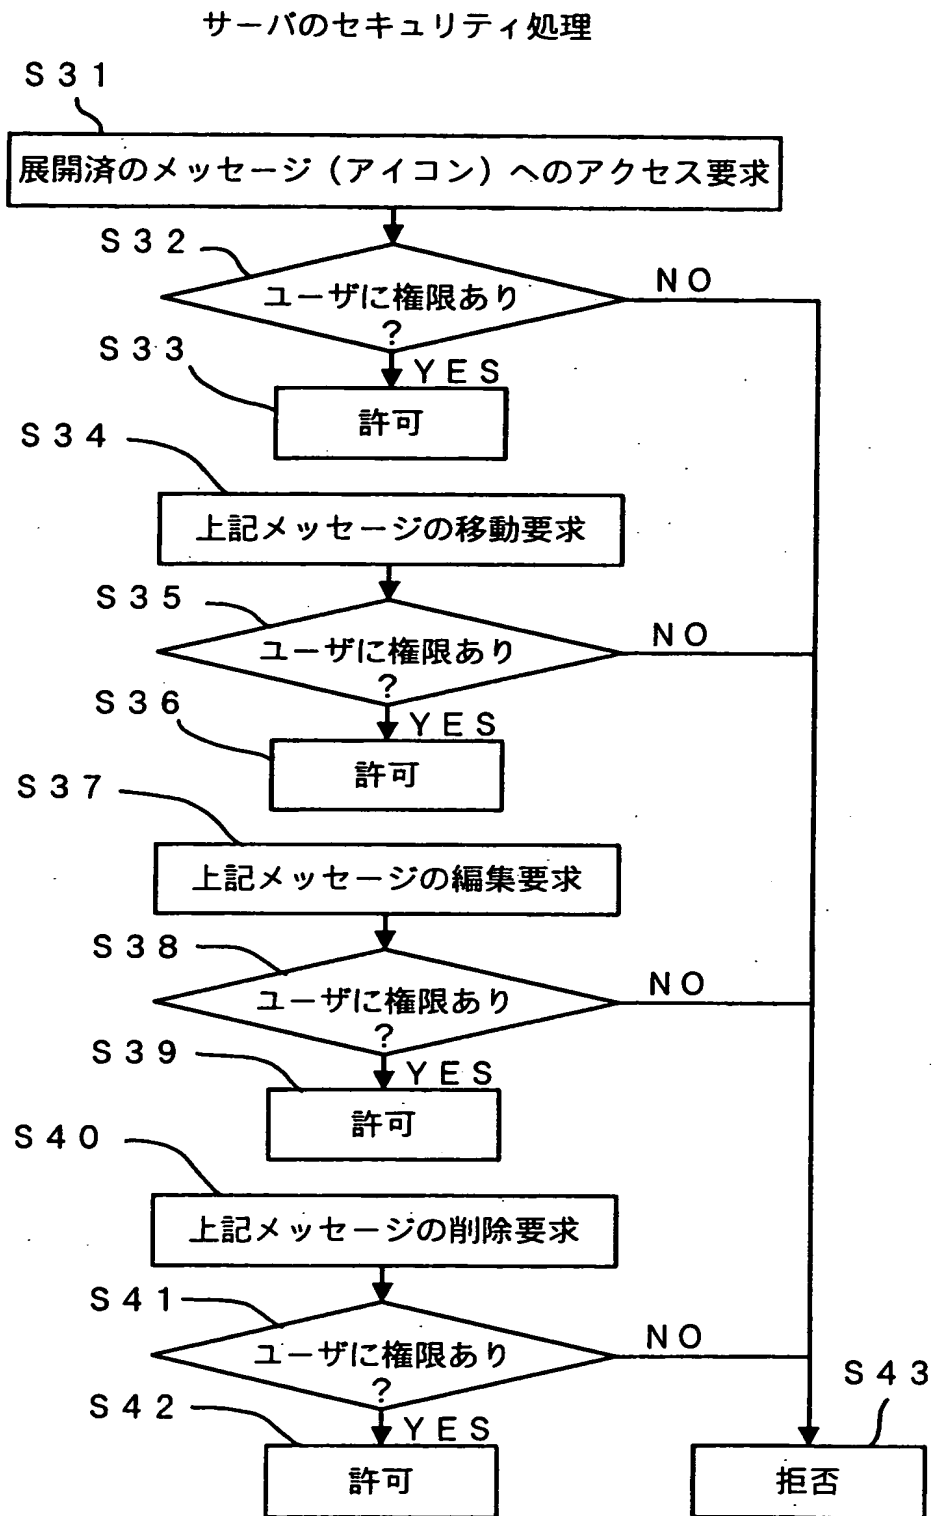 サーバのセキュリティ処理
S31
展開済のメッセージ（アイコン）へのアクセス要求
S32
ユーザに権限あり
?
NO
S33
YES
許可
S34
上記メッセージの移動要求
S35
ユーザに権限あり
?
NO
S36
YES
許可
S37
上記メッセージの編集要求
S38
ユーザに権限あり
?
NO
S39
YES
許可
S40
上記メッセージの削除要求
S41
ユーザに権限あり
?
NO
S42
YES
許可
S43
拒否